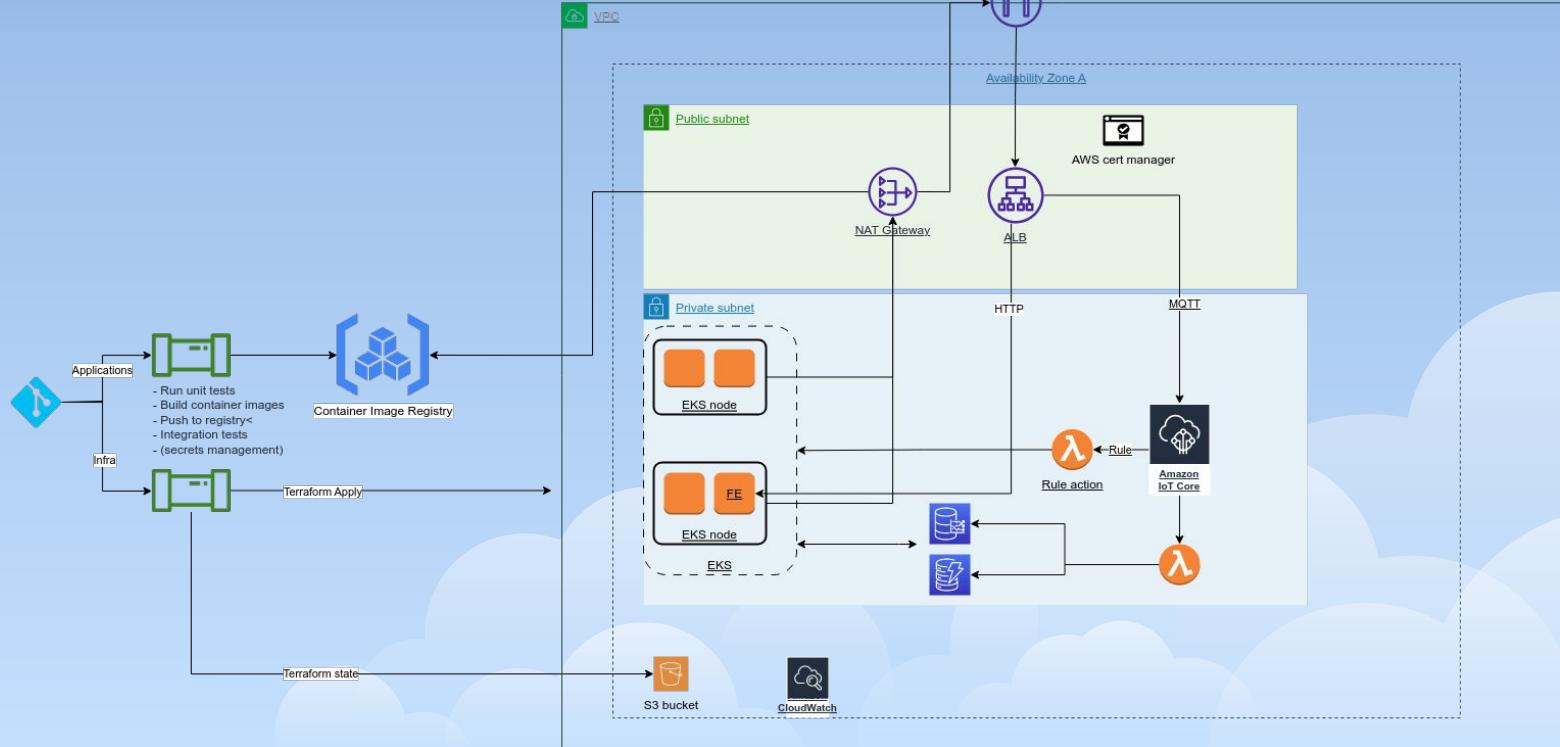 VPC
Availability Zone A
Public subnet
AWS cert manager
NAT Gateway
ALB
HTTP
MQTT
Private subnet
Applications
- Run unit tests
- Build container images
- Push to registry<
- Integration tests
- (secrets management)
Container Image Registry
EKS node
Infra
Terraform Apply
Rule
Rule action
Amazon
IoT Core
FE
EKS node
EKS
Terraform state
S3 bucket
CloudWatch